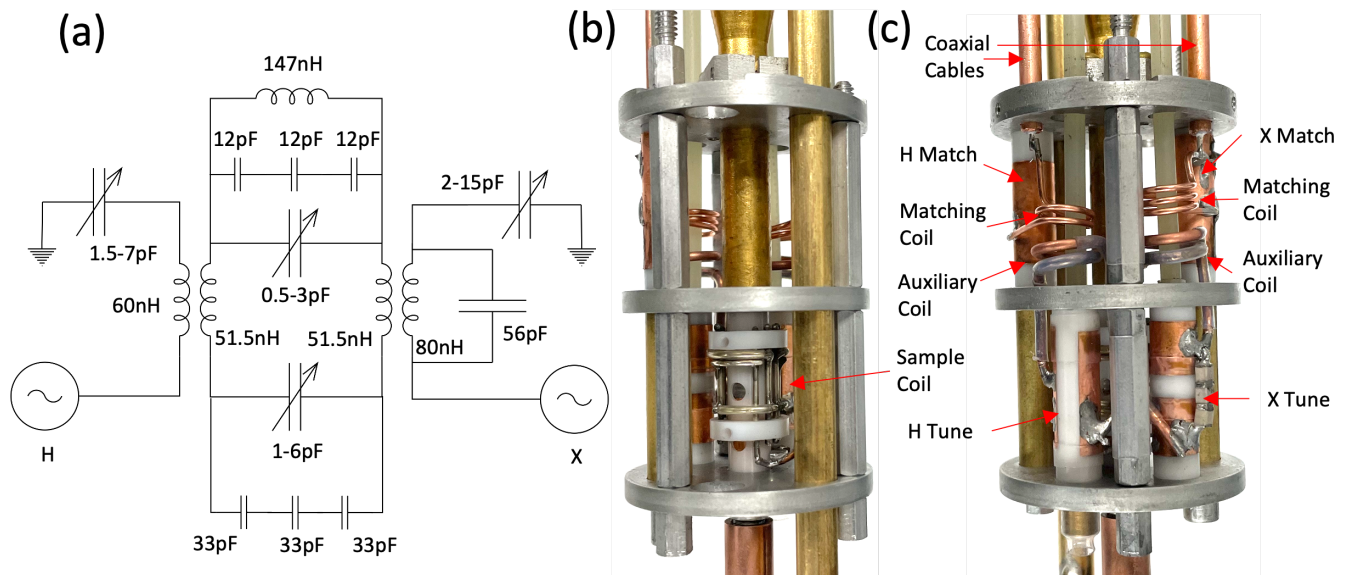 (a)
147nH
12pF 12pF 12pF
1.5-7pF
60nH
0.5-3pF
51.5nH 51.5nH
2-15pF
56pF
80nH
1-6pF
H
X
33pF 33pF 33pF
(b)
Sample
Coil
(c)
Coaxial
Cables
H Match
X Match
Matching
Coil
Matching
Coil
Auxiliary
Coil
Auxiliary
Coil
H Tune
X Tune